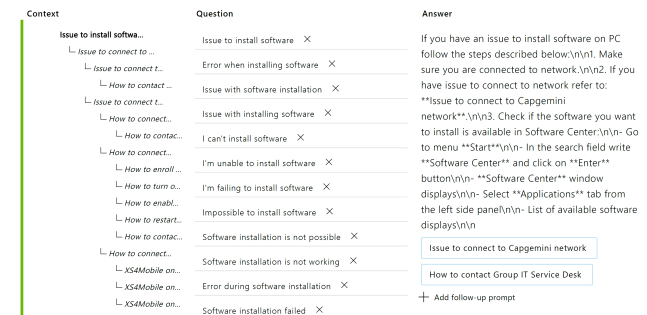 Context
Question
Answer
Issue to install softwa...
Issue to connect to ...
Issue to connect t...
How to contact ...
Issue to connect t...
How to connect...
How to contac...
How to connect...
How to enroll ...
How to turn o...
How to enabl...
How to restart...
How to contac...
How to connect...
XS4Mobile on...
XS4Mobile on...
XS4Mobile on...
Issue to install software ×
Error when installing software ×
Issue with software installation ×
Issue with installing software ×
I can't install software ×
I'm unable to install software ×
I'm failing to install software ×
Impossible to install software ×
Software installation is not possible ×
Software installation is not working ×
Error during software installation ×
Software installation failed ×
If you have an issue to install software on PC
follow the steps described below:\n\n1. Make
sure you are connected to network.\n\n2. If you
have issue to connect to network refer to:
**Issue to connect to Capgemini
network**.\n\n3. Check if the software you want
to install is available in Software Center:\n\n- Go
to menu **Start**\n\n- In the search field write
**Software Center** and click on **Enter**
button\n\n- **Software Center** window
displays\n\n- Select **Applications** tab from
the left side panel\n\n- List of available software
displays\n\n
Issue to connect to Capgemini network
How to contact Group IT Service Desk
+ Add follow-up prompt